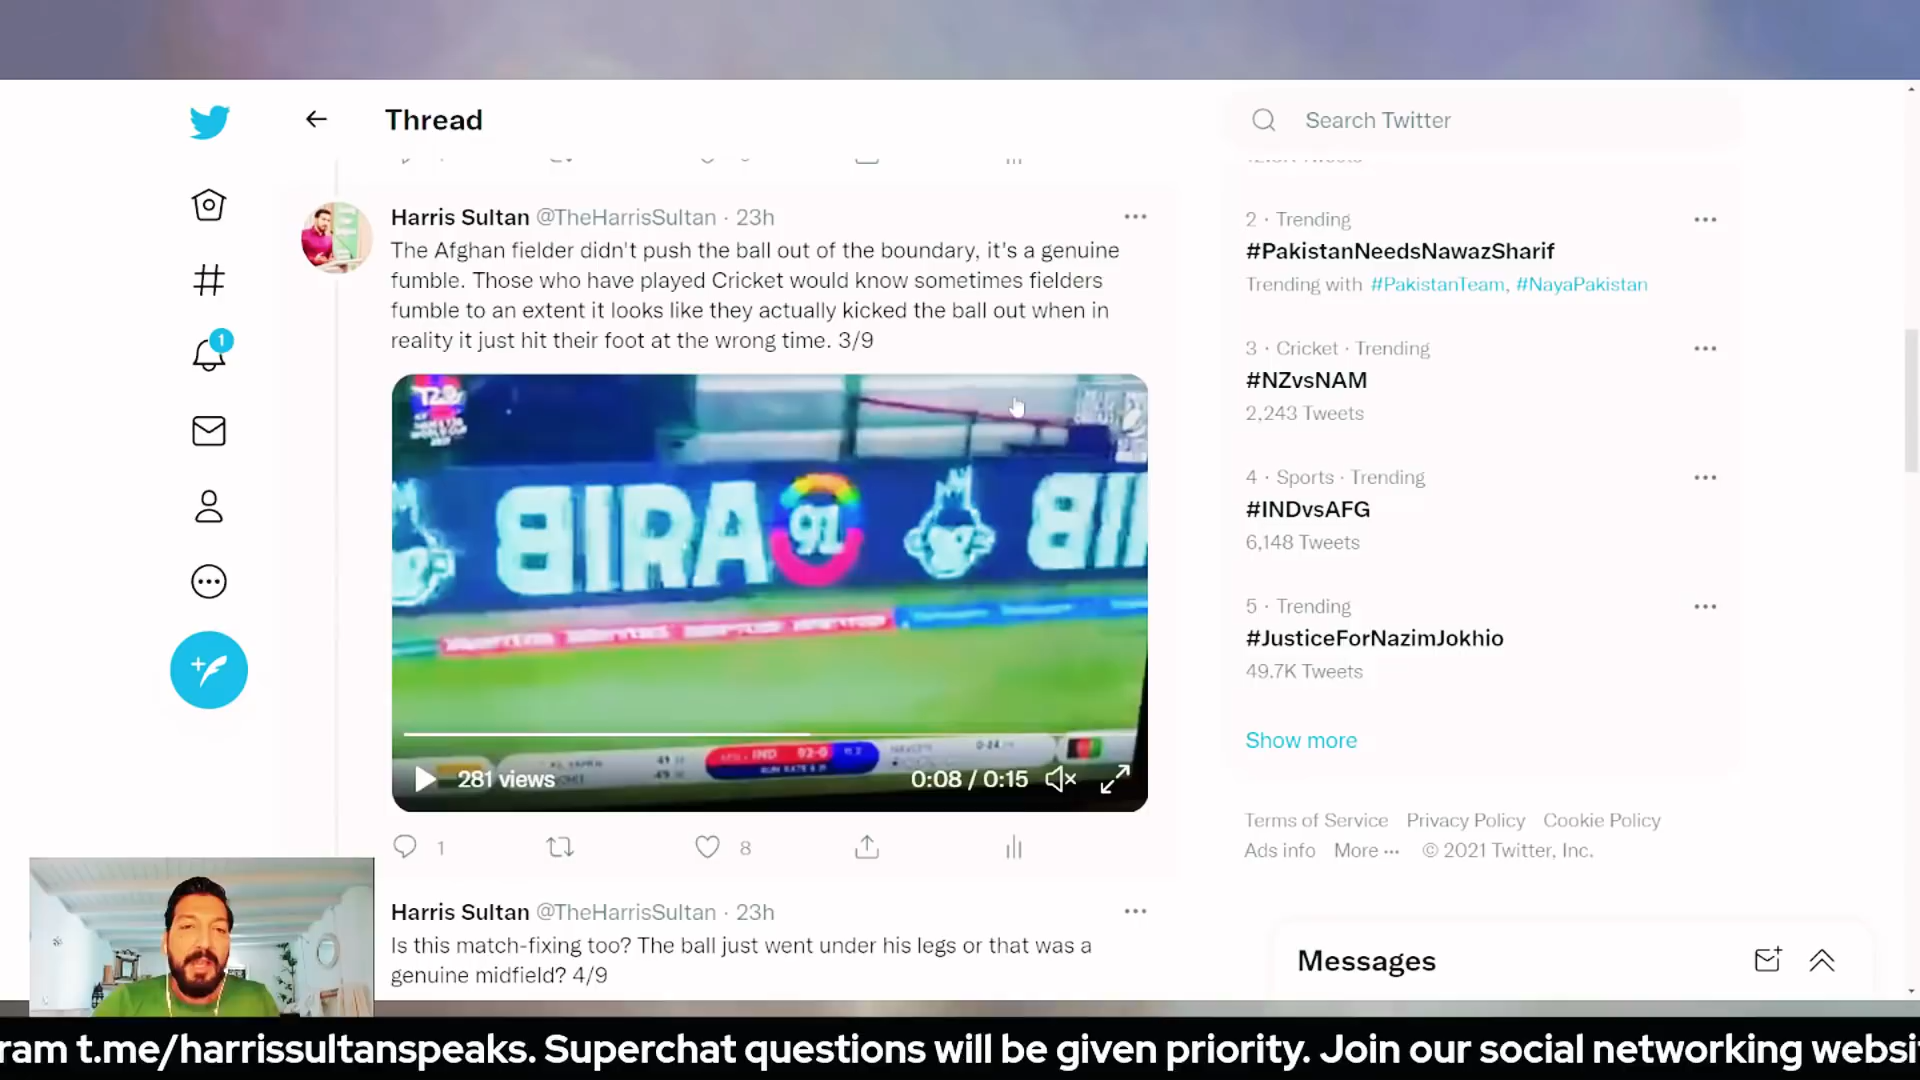 Thread
Search Twitter
Harris Sultan @TheHarrisSultan · 23h
The Afghan fielder didn't push the ball out of the boundary, it's a genuine
fumble. Those who have played Cricket would know sometimes fielders
fumble to an extent it looks like they actually kicked the ball out when in
reality it just hit their foot at the wrong time. 3/9
BIRA 91
IND 92-0
281 views
0:08 / 0:15
1
8
Harris Sultan @TheHarrisSultan · 23h
Is this match-fixing too? The ball just went under his legs or that was a
genuine midfield? 4/9
1
2 · Trending
#PakistanNeedsNawazSharif
Trending with #PakistanTeam, #NayaPakistan
3 · Cricket · Trending
#NZvsNAM
2,243 Tweets
4 · Sports · Trending
#INDvsAFG
6,148 Tweets
5 · Trending
#JusticeForNazimJokhio
49.7K Tweets
Show more
Terms of Service Privacy Policy Cookie Policy
Ads info More ··· © 2021 Twitter, Inc.
Messages
ram t.me/harrissultanspeaks. Superchat questions will be given priority. Join our social networking websi